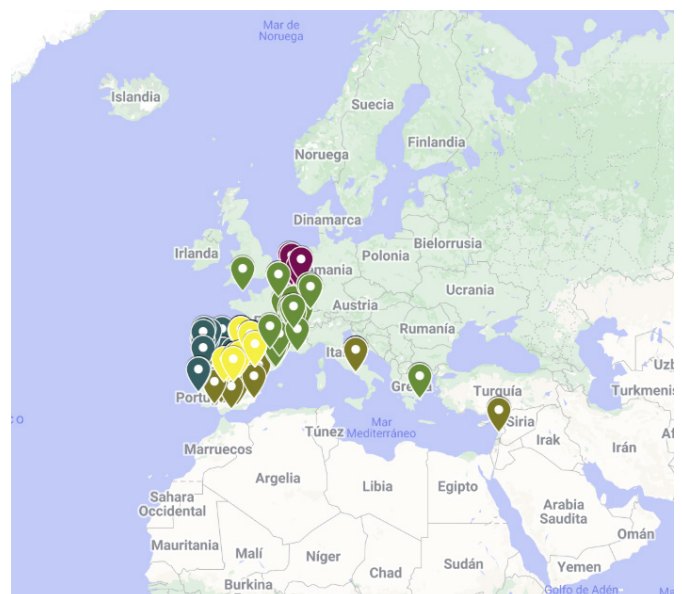 Mar de
Noruega
Islandia
Suecia
Finlandia
Noruega
Dinamarca
Irlanda
Bielorrusia
Polonia
mania
Ucrania
Austria
Rumanía
Ita
Gre
Turquía
Uzb
Turkmenis
Portu
Mar
Mediterráneo
Túnez
Siria
Marruecos
Irak
Irán
Af
Argelia
Libia
Egipto
Sahara
Occidental
Arabia
Saudita
Omán
Mauritania
Malí
Níger
Chad
Sudán
Yemen
Burkina
Golfo de Adén
co